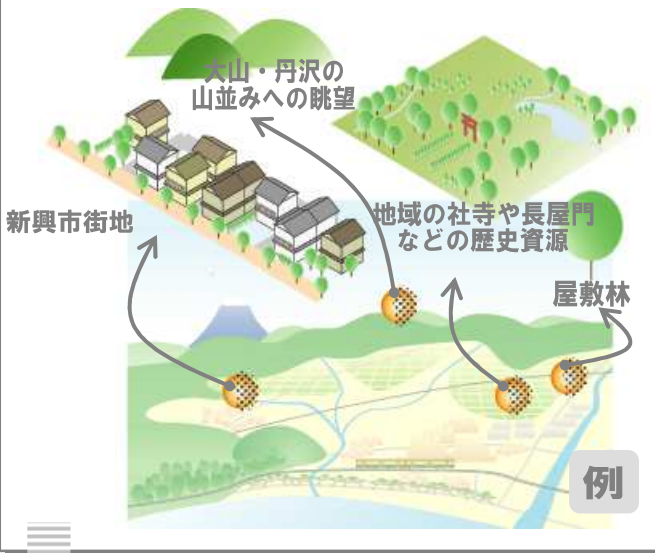 大山・丹沢の
山並みへの眺望
新興市街地
地域の社寺や長屋門
などの歴史資源
屋敷林
例